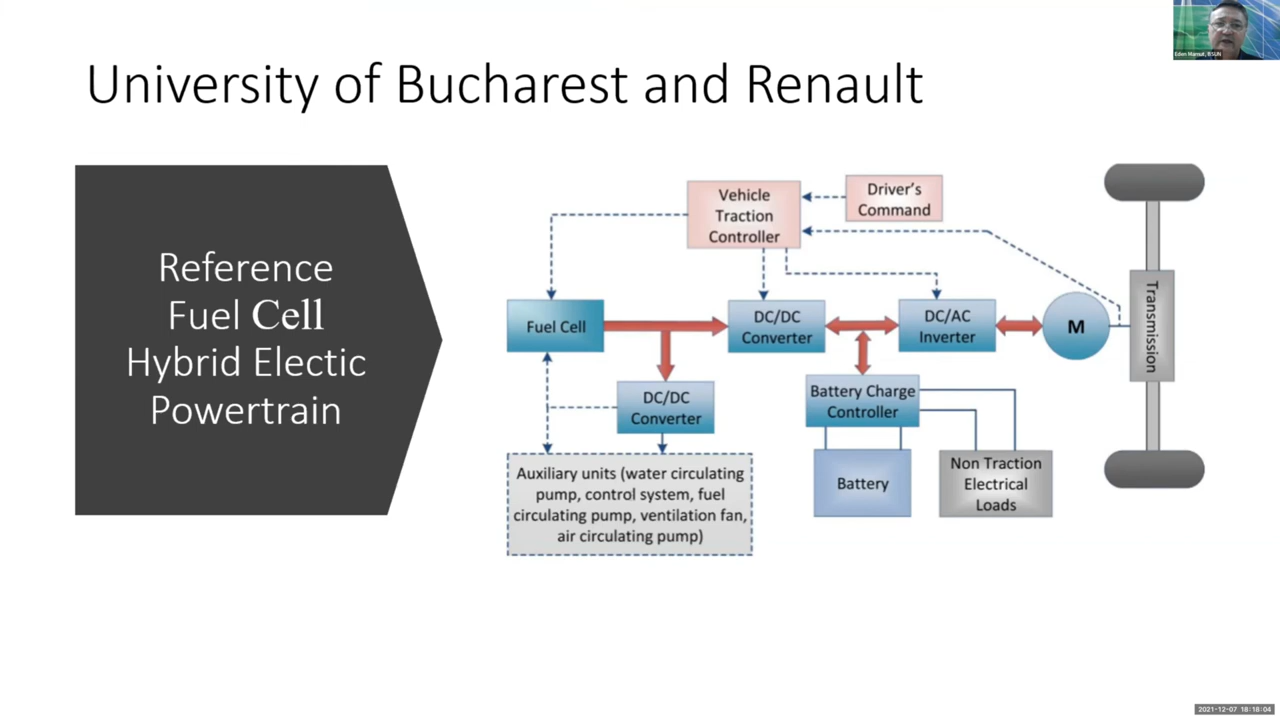 University of Bucharest and Renault
Edien Mamut, BSUN
Reference
Fuel Cell
Hybrid Electic
Powertrain
Vehicle
Traction
Controller
Driver's
Command
Fuel Cell
DC/DC
Converter
DC/AC
Inverter
M
Transmission
DC/DC
Converter
Battery Charge
Controller
Auxiliary units (water circulating
pump, control system, fuel
circulating pump, ventilation fan,
air circulating pump)
Battery
Non Traction
Electrical
Loads
2021-12-07 18:18:04